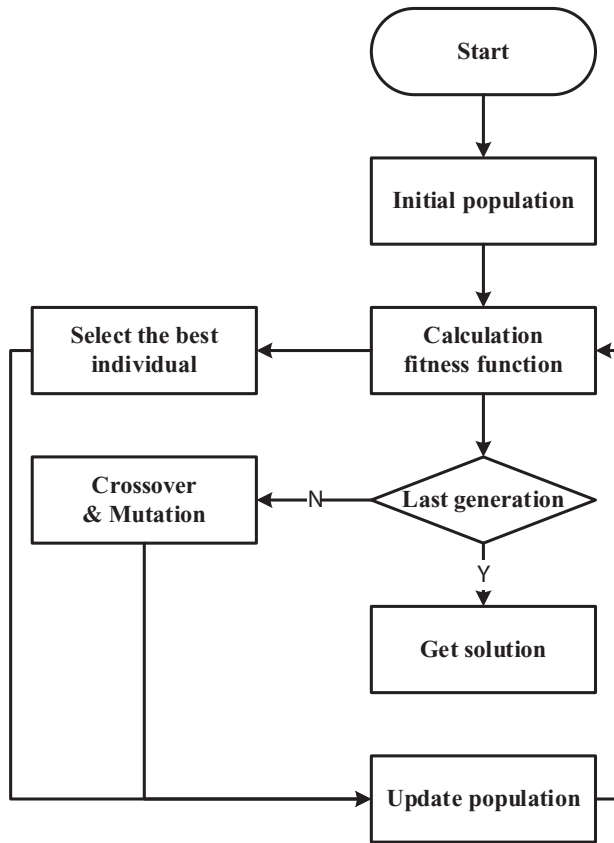 Start
Initial population
Select the best
individual
Calculation
fitness function
Crossover
& Mutation
N
Last generation
Y
Get solution
Update population